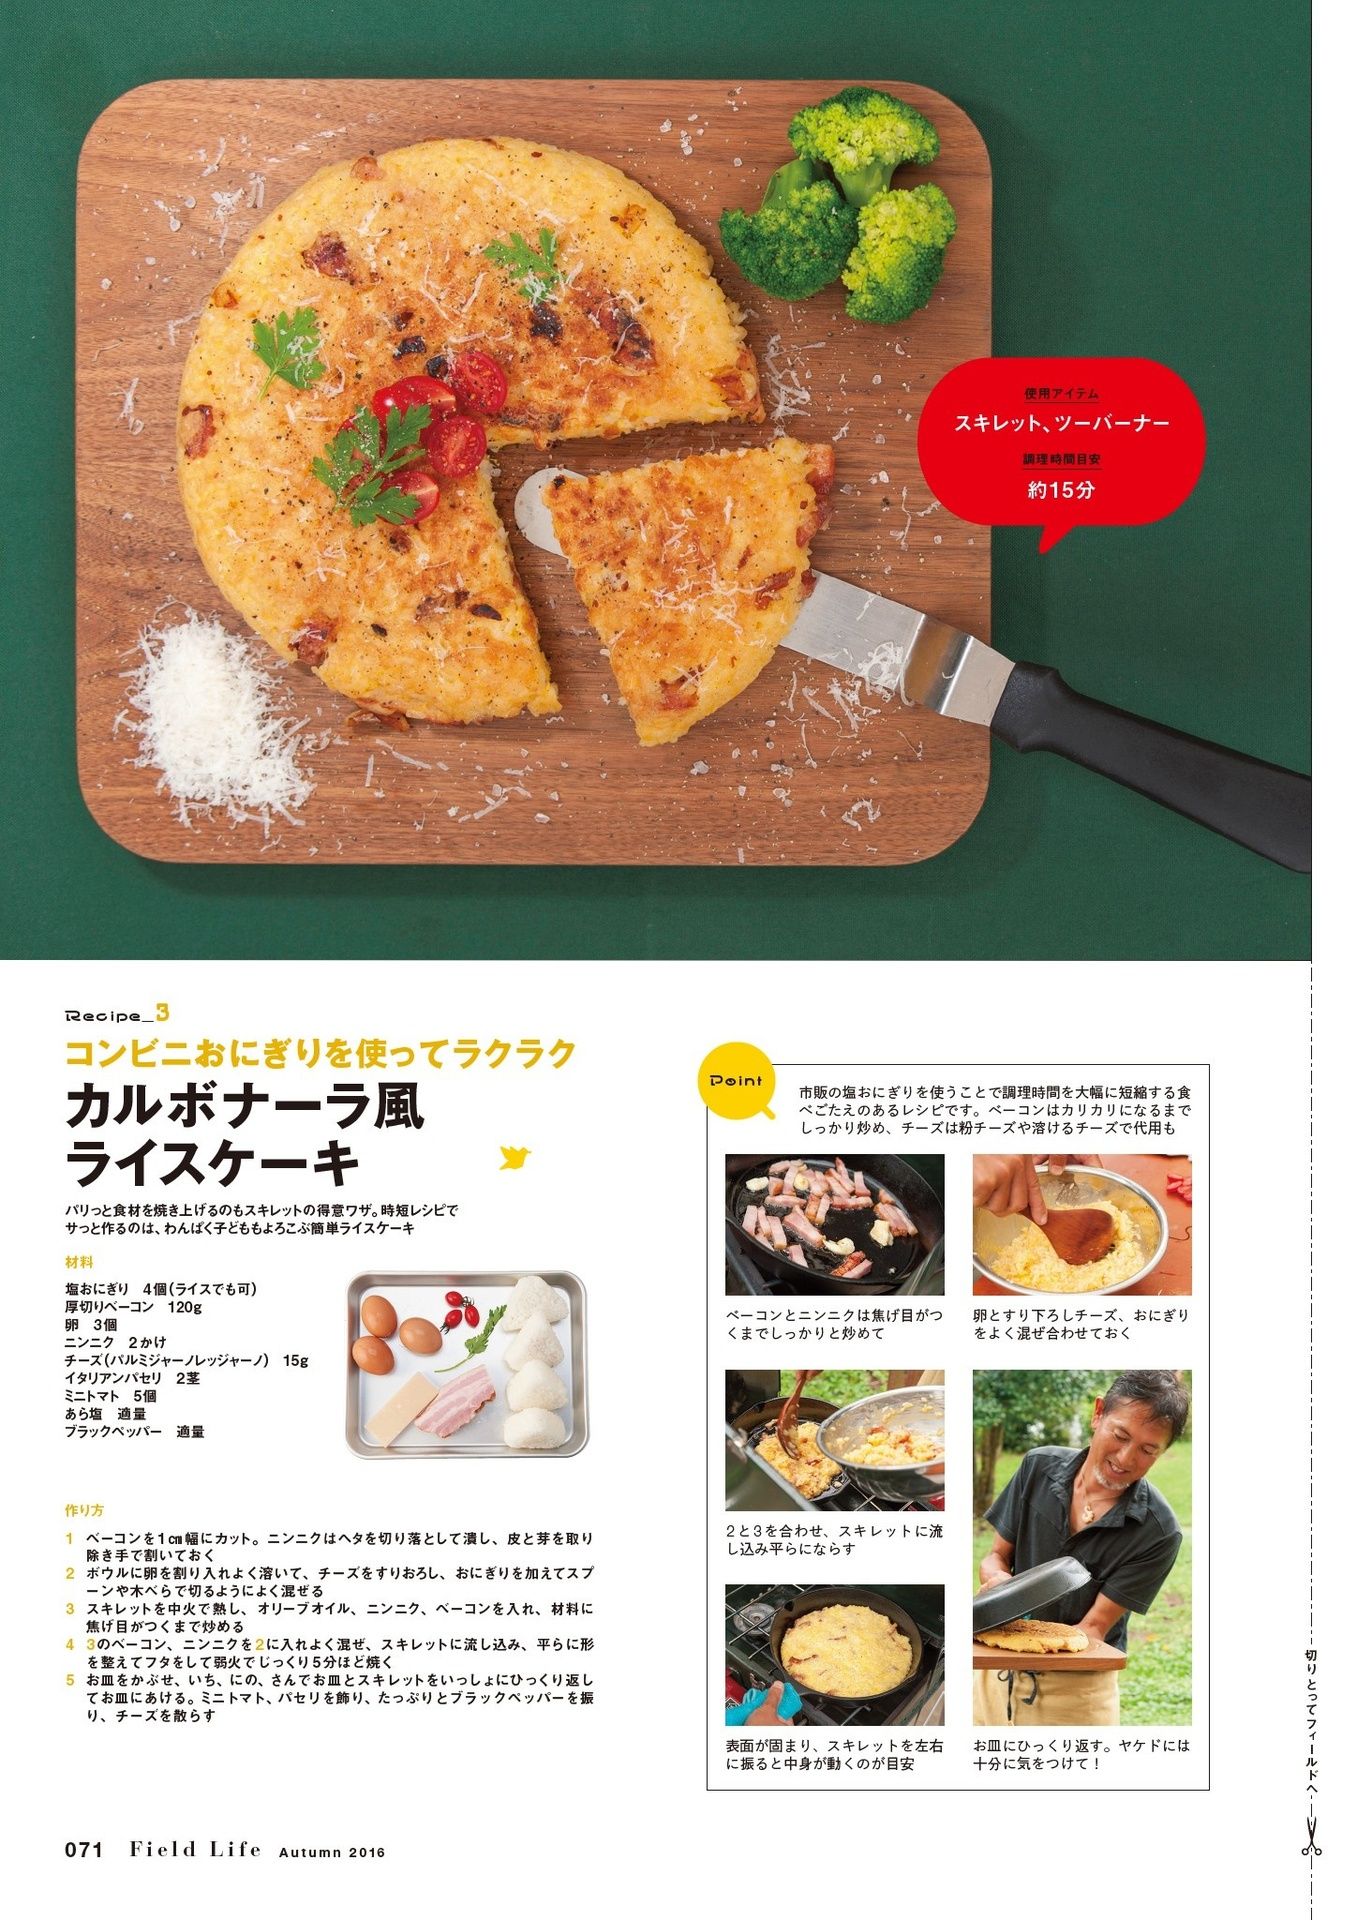 使用アイテム
スキレット、ツーバーナー
調理時間目安
約15分
Recipe_3
コンビニおにぎりを使ってラクラク
カルボナーラ風
ライスケーキ
パリっと食材を焼き上げるのもスキレットの得意ワザ。時短レシピで
サっと作るのは、わんぱく子どももよろこぶ簡単ライスケーキ
材料
塩おにぎり　4個（ライスでも可）
厚切りベーコン　120g
卵　3個
ニンニク　2かけ
チーズ（パルミジャーノレッジャーノ）　15g
イタリアンパセリ　2茎
ミニトマト　5個
あら塩　適量
ブラックペッパー　適量
作り方
1 ベーコンを1㎝幅にカット。ニンニクはヘタを切り落として潰し、皮と芽を取り
除き手で割いておく
2 ボウルに卵を割り入れよく溶いて、チーズをすりおろし、おにぎりを加えてスプ
ーンや木べらで切るようによく混ぜる
3 スキレットを中火で熱し、オリーブオイル、ニンニク、ベーコンを入れ、材料に
焦げ目がつくまで炒める
4 3のベーコン、ニンニクを2に入れよく混ぜ、スキレットに流し込み、平らに形
を整えてフタをして弱火でじっくり5分ほど焼く
5 お皿をかぶせ、いち、にの、さんでお皿とスキレットをいっしょにひっくり返し
てお皿にあける。ミニトマト、パセリを飾り、たっぷりとブラックペッパーを振
り、チーズを散らす
Point
市販の塩おにぎりを使うことで調理時間を大幅に短縮する食
べごたえのあるレシピです。ベーコンはカリカリになるまで
しっかり炒め、チーズは粉チーズや溶けるチーズで代用も
ベーコンとニンニクは焦げ目がつ
くまでしっかりと炒めて
卵とすり下ろしチーズ、おにぎり
をよく混ぜ合わせておく
2と3を合わせ、スキレットに流
し込み平らにならす
表面が固まり、スキレットを左右
に振ると中身が動くのが目安
お皿にひっくり返す。ヤケドには
十分に気をつけて！
切りとってフィールドへ
071 Field Life Autumn 2016